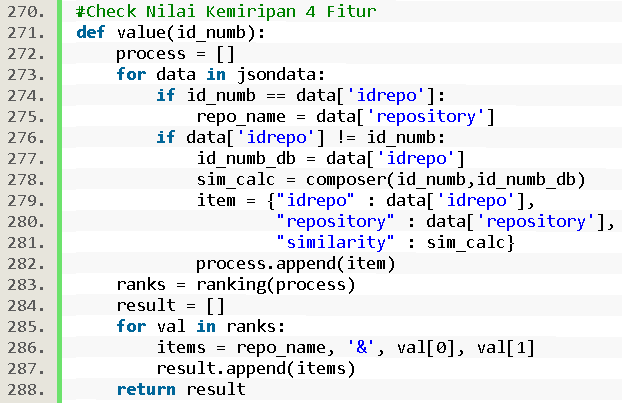 270. #Check Nilai Kemiripan 4 Fitur
271. def value(id_numb):
272.     process = []
273.     for data in jsondata:
274.         if id_numb == data['idrepo']:
275.             repo_name = data['repository']
276.         if data['idrepo'] != id_numb:
277.             id_numb_db = data['idrepo']
278.             sim_calc = composer(id_numb,id_numb_db)
279.             item = {"idrepo" : data['idrepo'],
280.                     "repository" : data['repository'],
281.                     "similarity" : sim_calc}
282.             process.append(item)
283.     ranks = ranking(process)
284.     result = []
285.     for val in ranks:
286.         items = repo_name, '&', val[0], val[1]
287.         result.append(items)
288.     return result